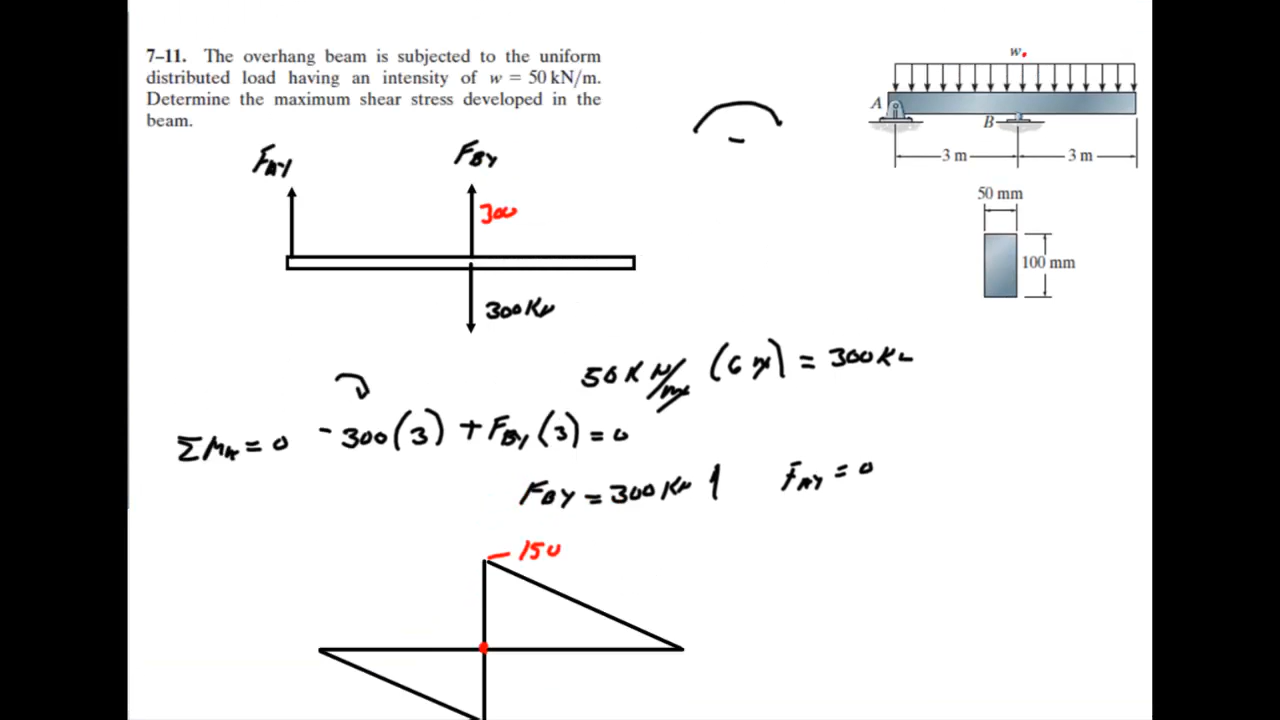 7–11. The overhang beam is subjected to the uniform
distributed load having an intensity of w = 50 kN/m.
Determine the maximum shear stress developed in the
beam.
w
A
B
3 m
3 m
50 mm
100 mm
FAY
FBY
300
300 KN
50 KN/m (6 m) = 300 KN
ΣMA = 0 -300(3) + FBY (3) = 0
FBY = 300 KN ↑ FAY = 0
150